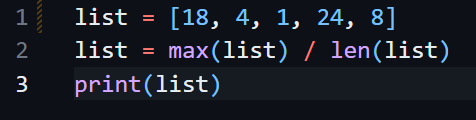 1 list = [18, 4, 1, 24, 8]
2 list = max(list) / len(list)
3 print(list)